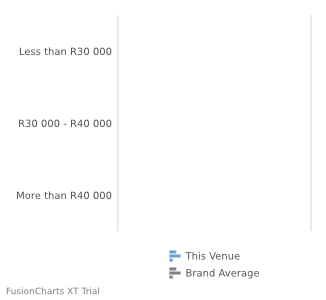 Less than R30 000
R30 000 - R40 000
More than R40 000
This Venue
Brand Average
FusionCharts XT Trial